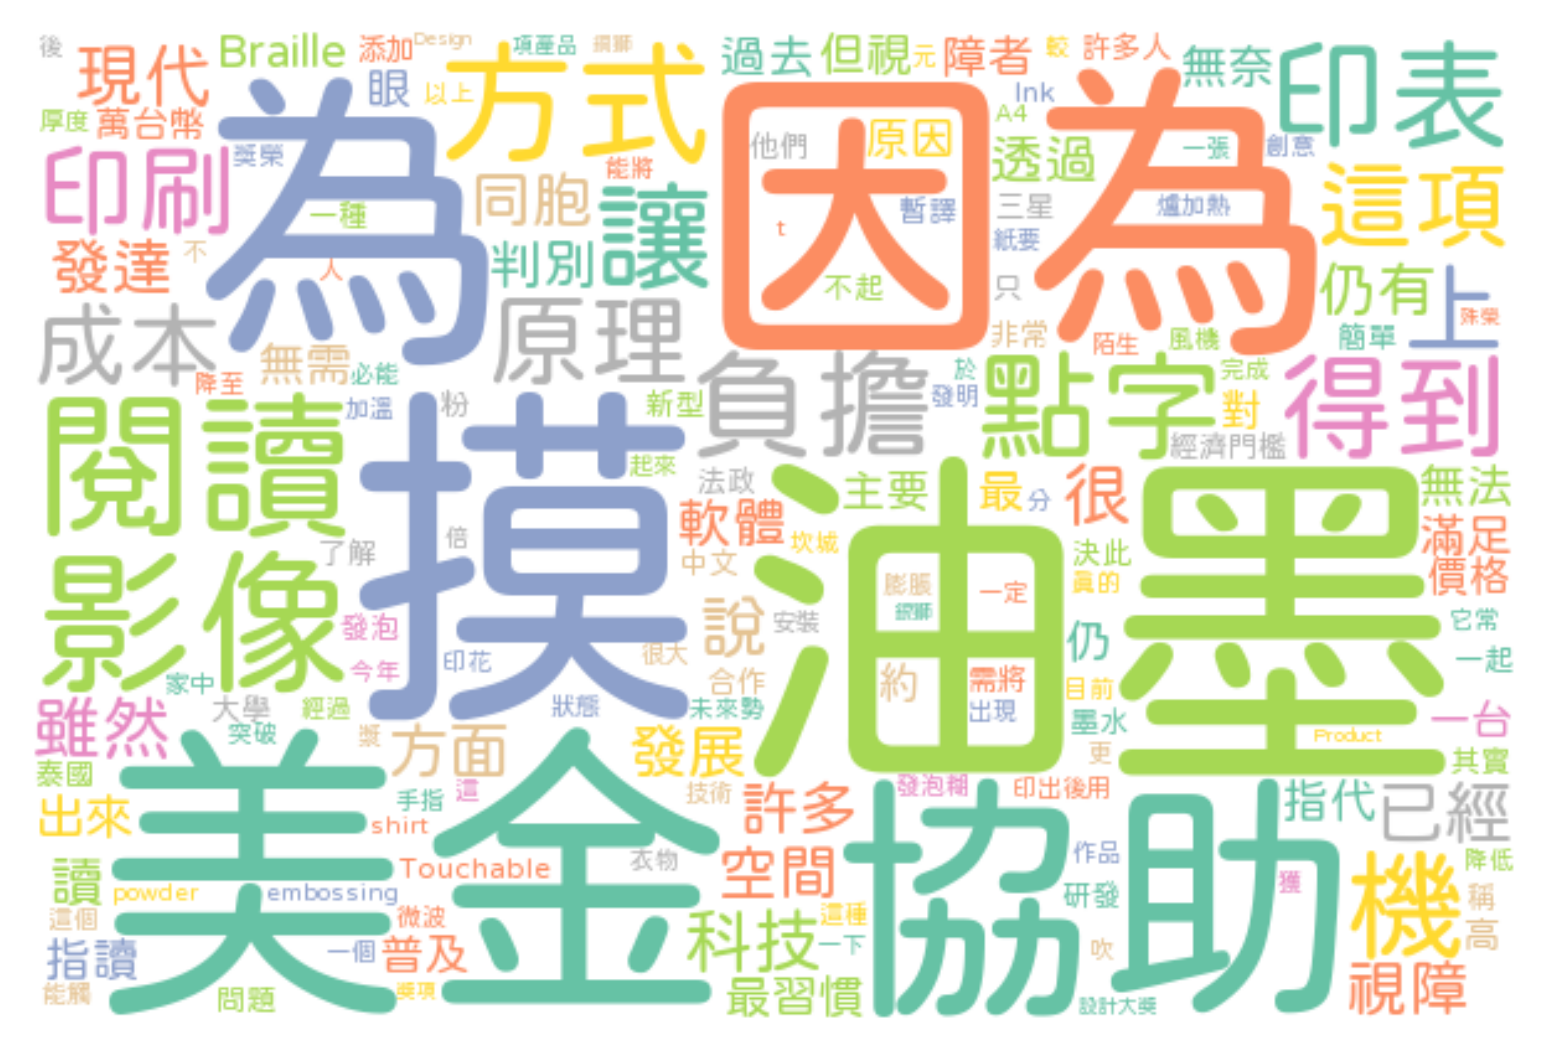 後 現代 Braille 添加 Design 項產品 銅獅 過去 但視 元 障者 較 許多人 無奈 印表
眼 以上 方式 Ink
厚度 萬台幣 為 因為 A4
印刷 獎榮 能將 他們 原因 透過 一張 創意 這項
一種 同胞 讓 暫譯 三星 爐加熱
發達 不 人 判別 t 紙要 仍有 上
不起 只
成本 原理 非常 陌生 風機 簡單 殊榮
無需 必能 降至 負擔 於 點字 完成 得到
閱讀 加溫 粉 新型 發明 對
摸 起來 經濟門檻
法政 主要 最 分 很 無法
油墨
影像 了解 倍 軟體 坎城 決此 滿足
中文 膨脹 一定 真的 價格
發泡 說 安裝 銀獅 仍 它常
今年 印花 很大 合作 約 需將 目前 一起
家中
雖然 大學 經過 狀態 未來勢 出現 墨水 一台
突破 獎 方面 發展 更 Product
泰國 美金 其實
手指 這 技術 發泡糊 印出後用 指代 已經
出來 shirt 許多 協助
讀 Touchable 衣物 空間 作品 機 降低
powder embossing 研發 獲 稱
這個 微波 這種 高
指讀 一個 普及 科技 一下 吹
能觸 問題 獎項 最習慣 設計大獎 視障